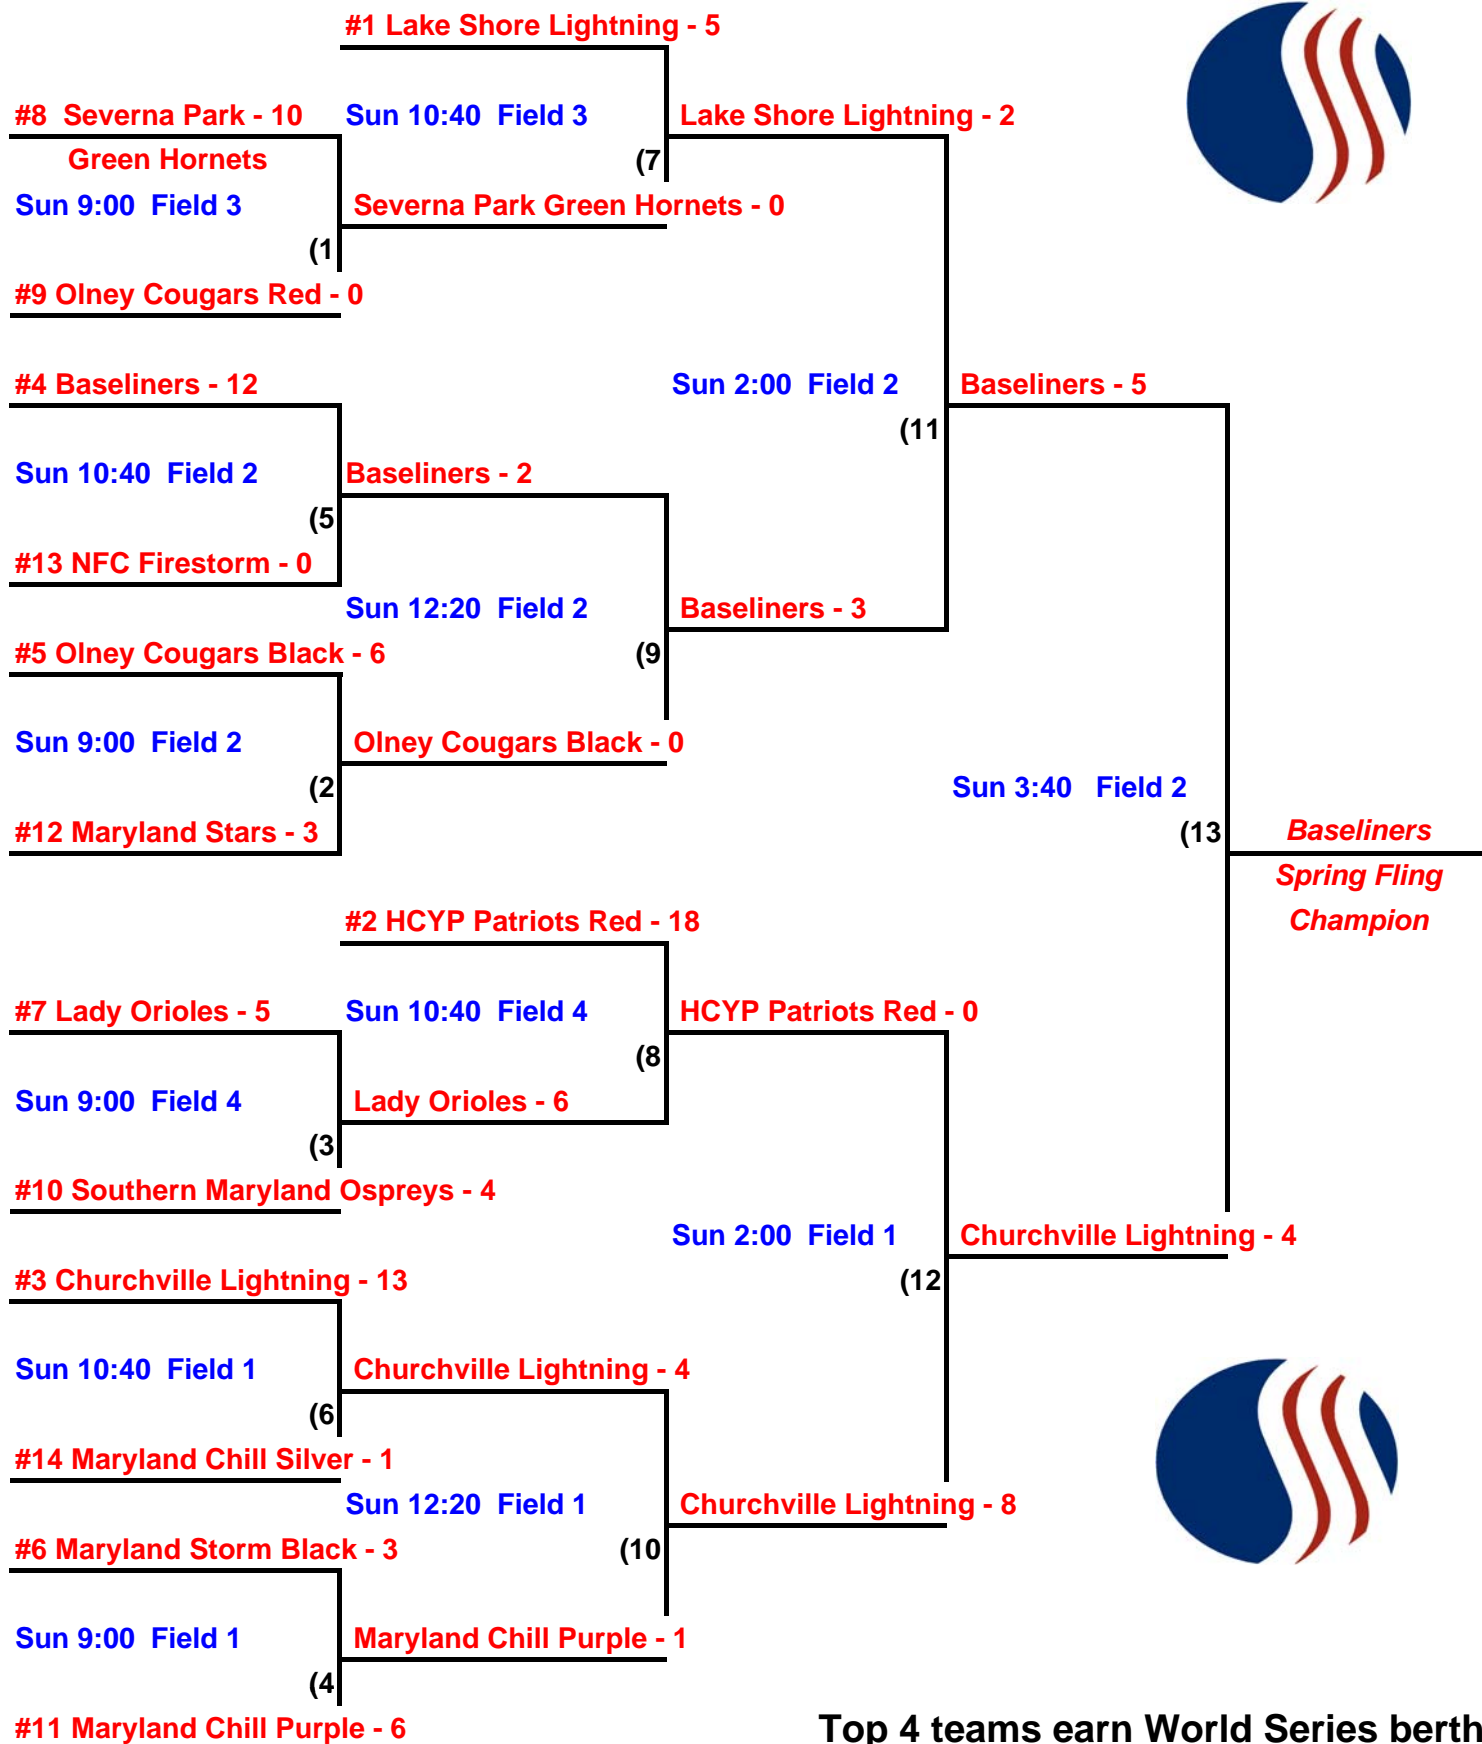 #1 Lake Shore Lightning - 5
#8  Severna Park - 10
Sun 10:40  Field 3
Lake Shore Lightning - 2
Green Hornets
(7
Sun 9:00  Field 3
Severna Park Green Hornets - 0
(1
#9 Olney Cougars Red - 0
#4 Baseliners - 12
Sun 2:00  Field 2
Baseliners - 5
(11
Sun 10:40  Field 2
Baseliners - 2
(5
#13 NFC Firestorm - 0
Sun 12:20  Field 2
Baseliners - 3
#5 Olney Cougars Black - 6
(9
Sun 9:00  Field 2
Olney Cougars Black - 0
(2
Sun 3:40   Field 2
#12 Maryland Stars - 3
(13
Baseliners
Spring Fling
Champion
#2 HCYP Patriots Red - 18
#7 Lady Orioles - 5
Sun 10:40  Field 4
HCYP Patriots Red - 0
(8
Sun 9:00  Field 4
Lady Orioles - 6
(3
#10 Southern Maryland Ospreys - 4
Sun 2:00  Field 1
Churchville Lightning - 4
#3 Churchville Lightning - 13
(12
Sun 10:40  Field 1
Churchville Lightning - 4
(6
#14 Maryland Chill Silver - 1
Sun 12:20  Field 1
Churchville Lightning - 8
#6 Maryland Storm Black - 3
(10
Sun 9:00  Field 1
Maryland Chill Purple - 1
(4
#11 Maryland Chill Purple - 6
Top 4 teams earn World Series berth